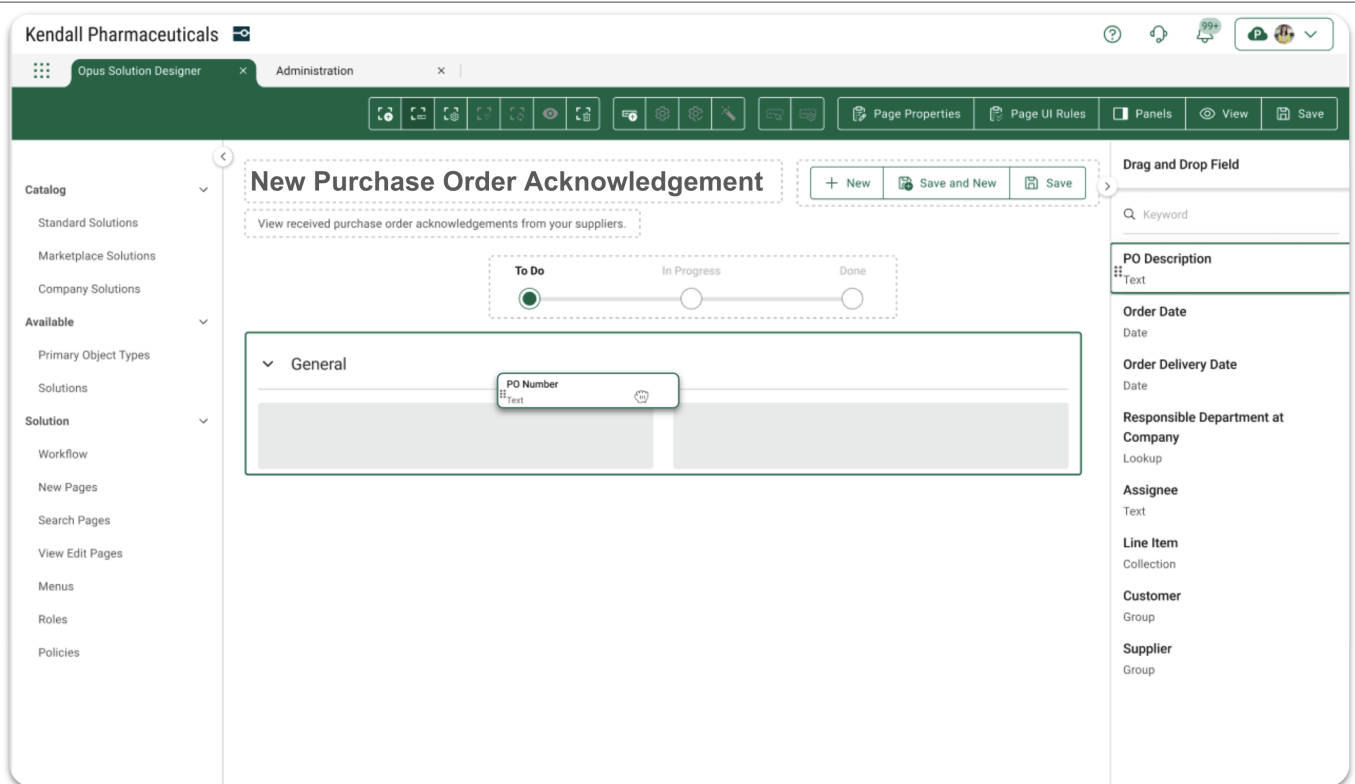 Kendall Pharmaceuticals
99+
P
Opus Solution Designer
Administration
Page Properties
Page UI Rules
Panels
View
Save
Catalog
Standard Solutions
Marketplace Solutions
Company Solutions
Available
Primary Object Types
Solutions
Solution
Workflow
New Pages
Search Pages
View Edit Pages
Menus
Roles
Policies
New Purchase Order Acknowledgement
New
Save and New
Save
View received purchase order acknowledgements from your suppliers.
To Do
In Progress
Done
General
PO Number
Text
Drag and Drop Field
Keyword
PO Description
Text
Order Date
Date
Order Delivery Date
Date
Responsible Department at
Company
Lookup
Assignee
Text
Line Item
Collection
Customer
Group
Supplier
Group